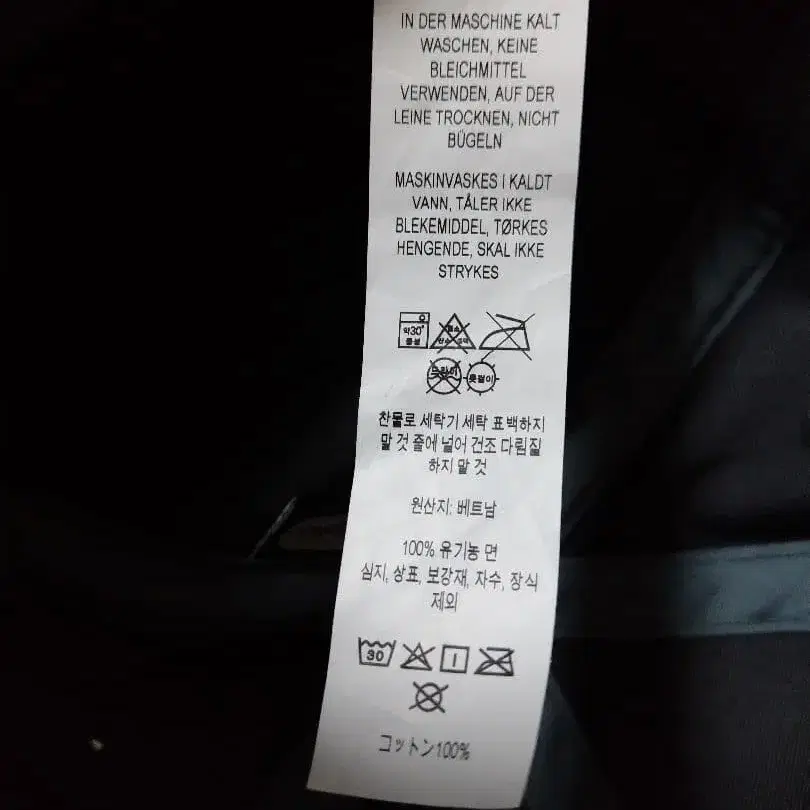 IN DER MASCHINE KALT
WASCHEN, KEINE
BLEICHMITTEL
VERWENDEN, AUF DER
LEINE TROCKNEN, NICHT
BÜGELN
MASKINVASKES I KALDT
VANN, TÅLER IKKE
BLEKEMIDDEL, TØRKES
HENGENDE, SKAL IKKE
STRYKES
약30°
옷걸이
찬물로 세탁기 세탁 표백하지
말 것 줄에 널어 건조 다림질
하지 말 것
원산지: 베트남
100% 유기농 면
심지, 상표, 보강재, 자수, 장식
제외
30
コットン100%